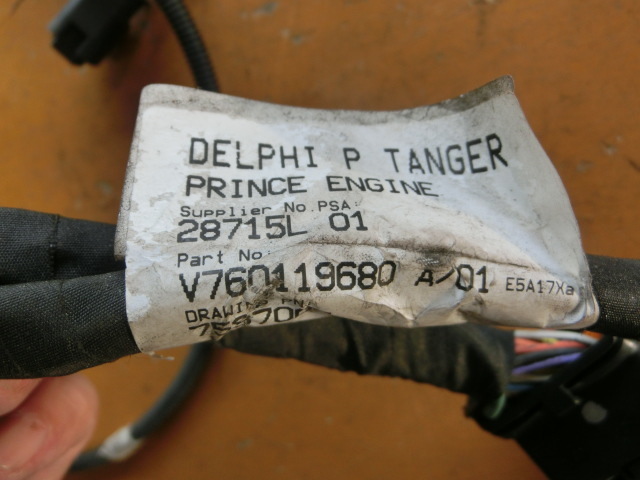 DELPHI P TANGER
PRINCE ENGINE
Supplier No.PSA:
28715L 01
Part No:
V760119680 A/01 E5A17Xa